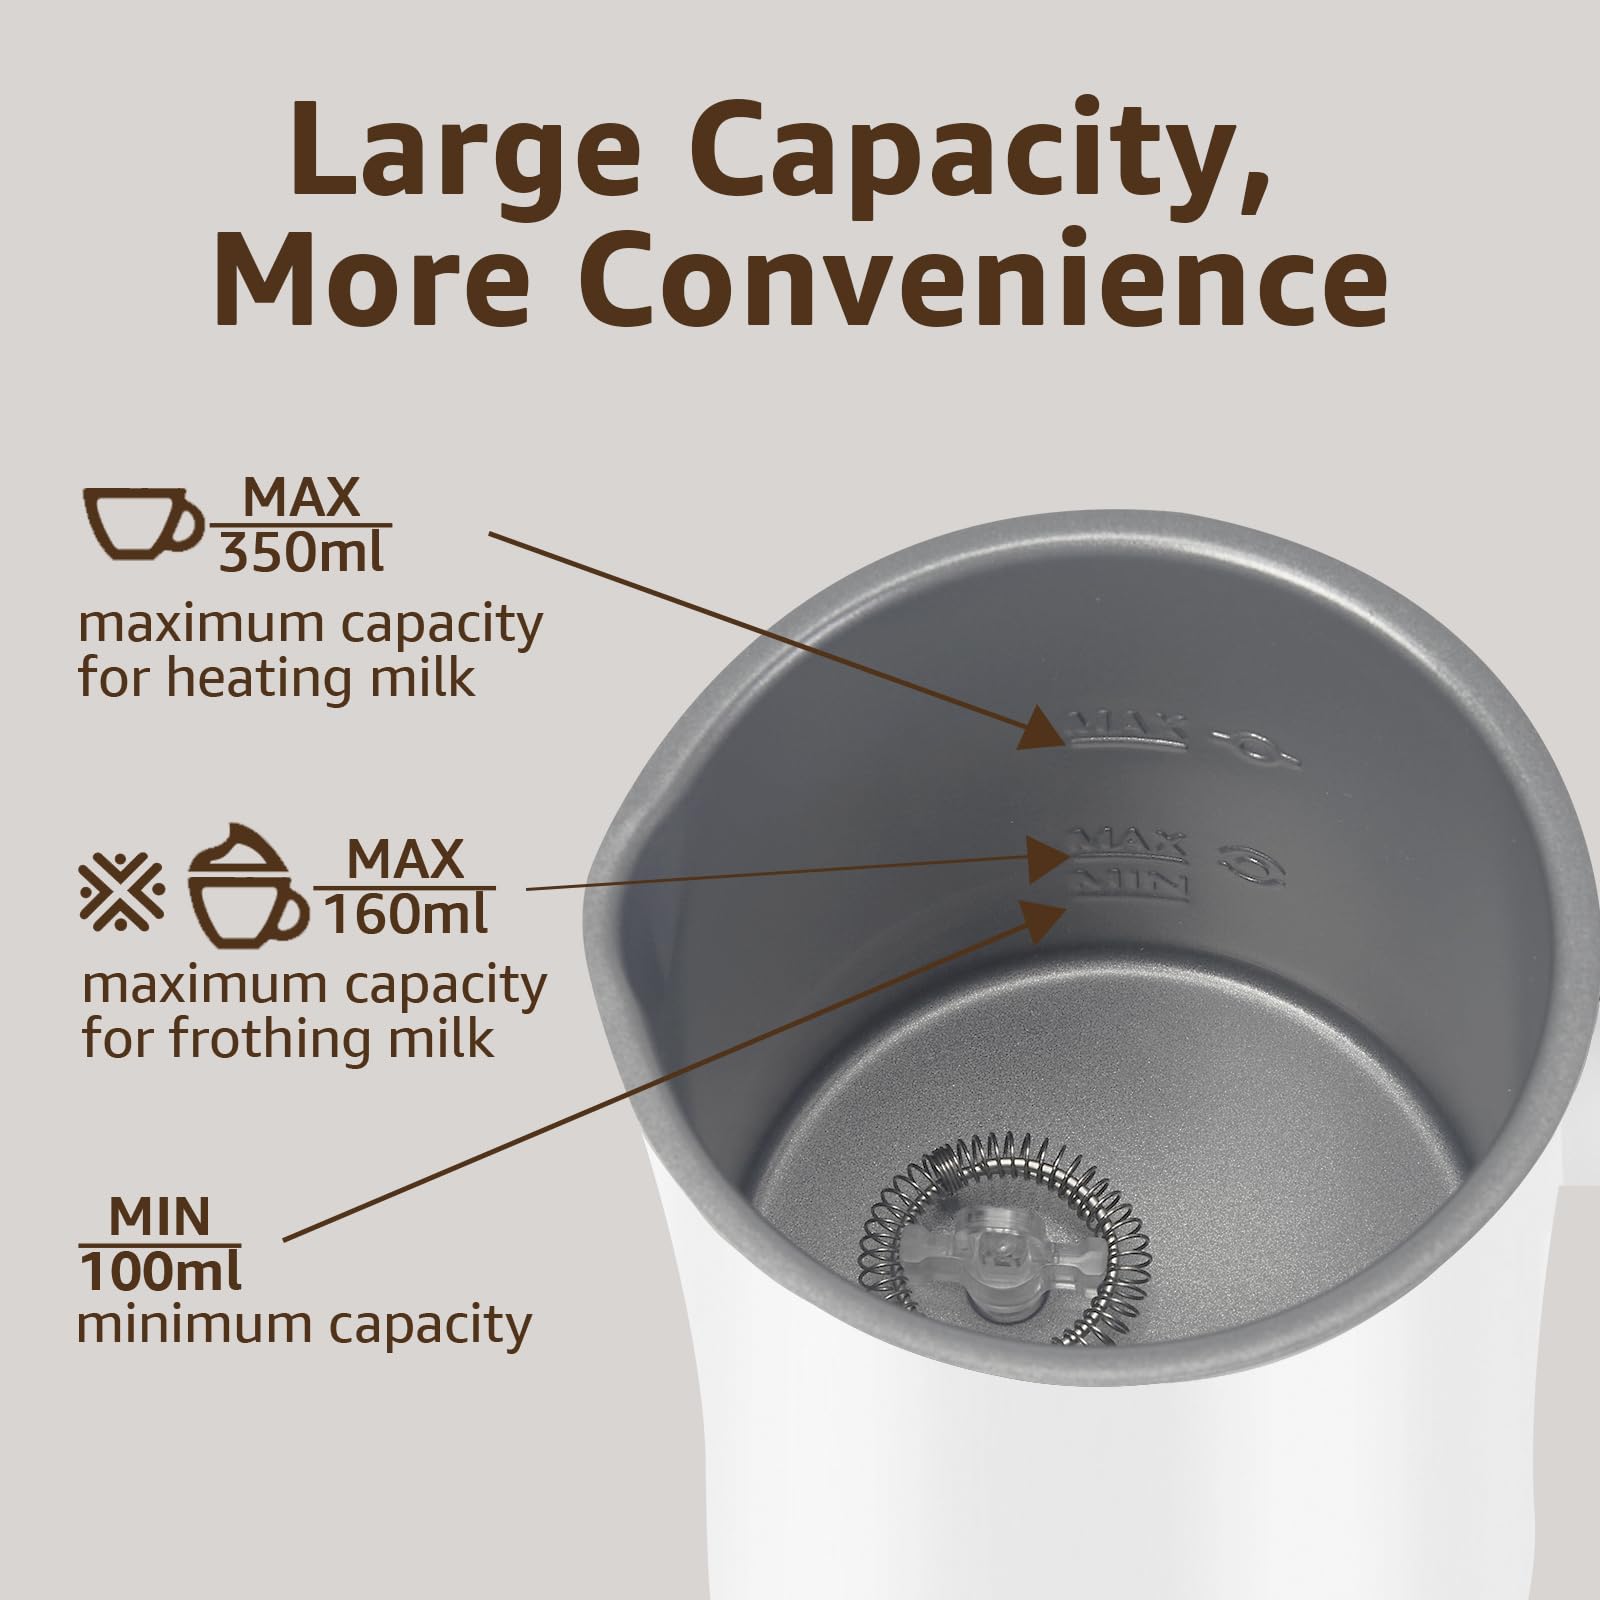 Large Capacity,
More Convenience
MAX
350ml
maximum capacity
for heating milk
MAX
160ml
maximum capacity
for frothing milk
MIN
100ml
minimum capacity
MAX
MAX
MIN